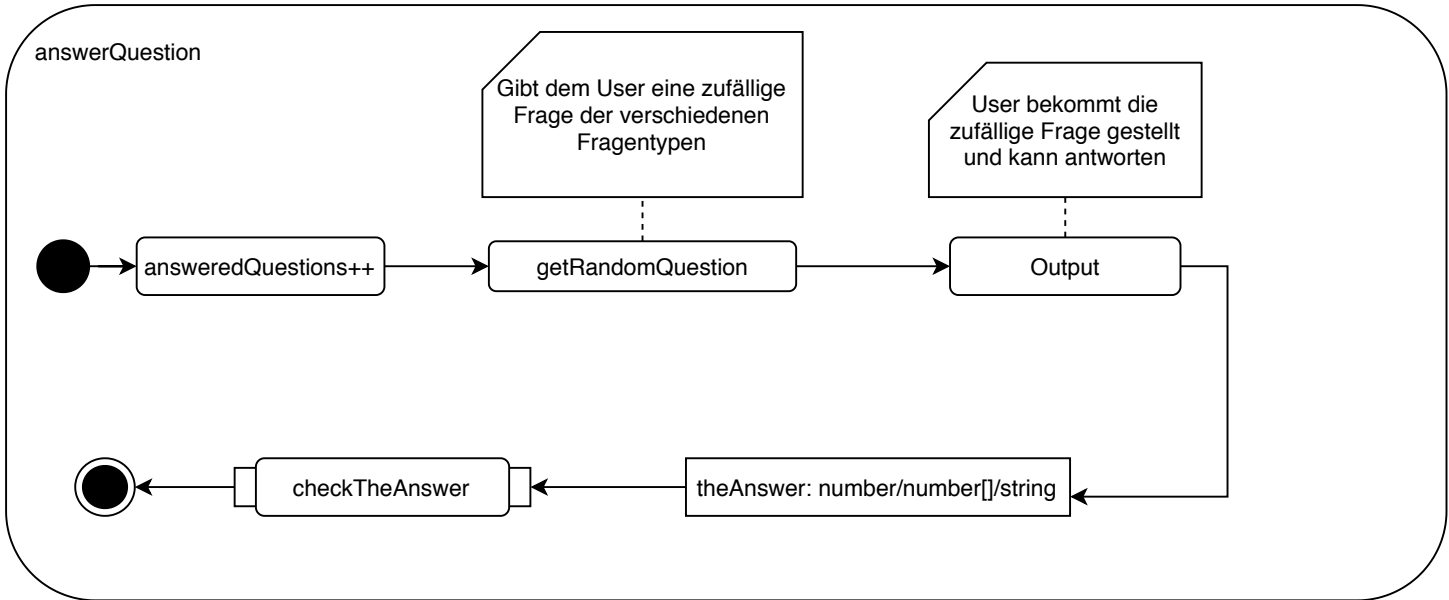 answerQuestion
Gibt dem User eine zufällige
Frage der verschiedenen
Fragentypen
User bekommt die
zufällige Frage gestellt
und kann antworten
answeredQuestions++
getRandomQuestion
Output
checkTheAnswer
theAnswer: number/number[]/string